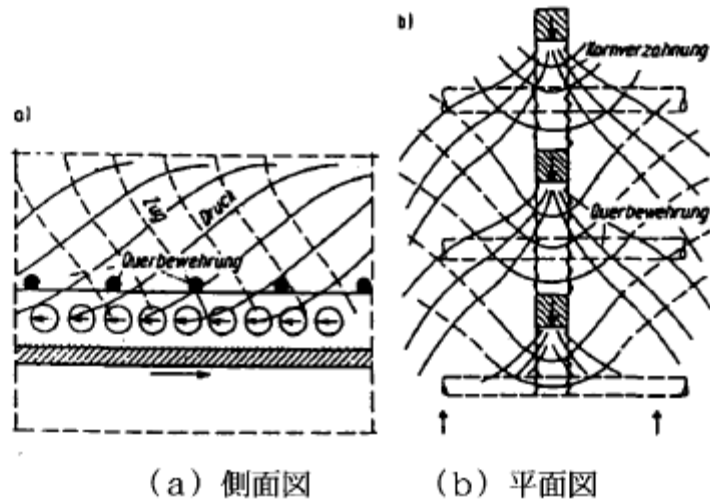 a)
Zug
Druck
Querbewehrung
b)
Kornverzahnung
Querbewehrung
(a) 側面図
(b) 平面図